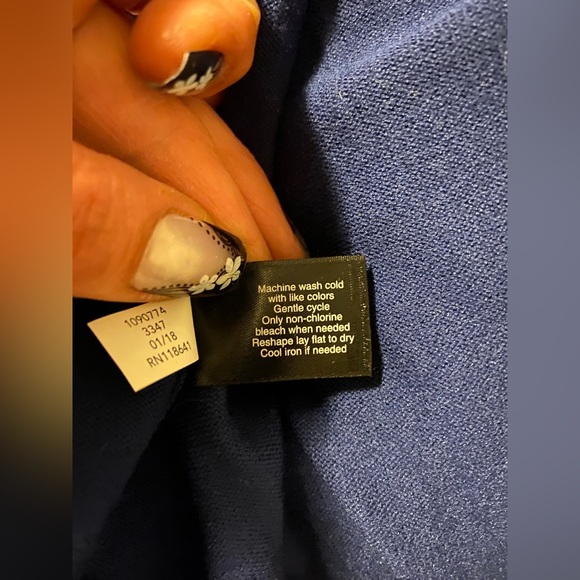 1090774
3347
01/18
RN118641
Machine wash cold
with like colors
Gentle cycle
Only non-chlorine
bleach when needed
Reshape lay flat to dry
Cool iron if needed